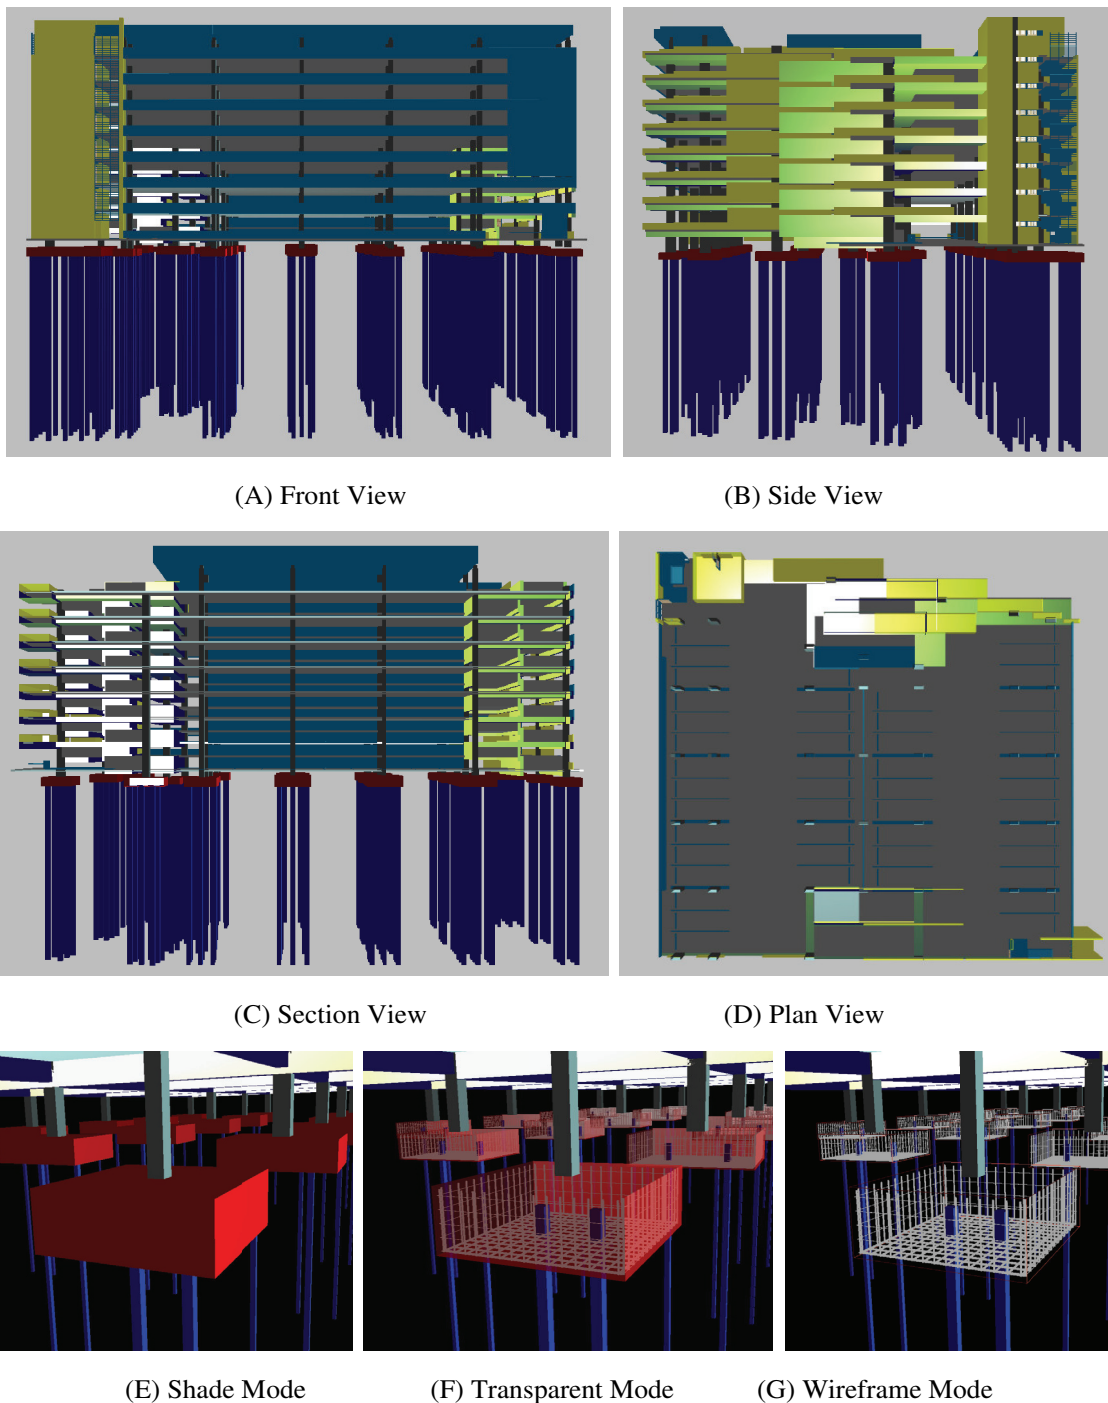 (A) Front View
(B) Side View
(C) Section View
(D) Plan View
(E) Shade Mode
(F) Transparent Mode
(G) Wireframe Mode